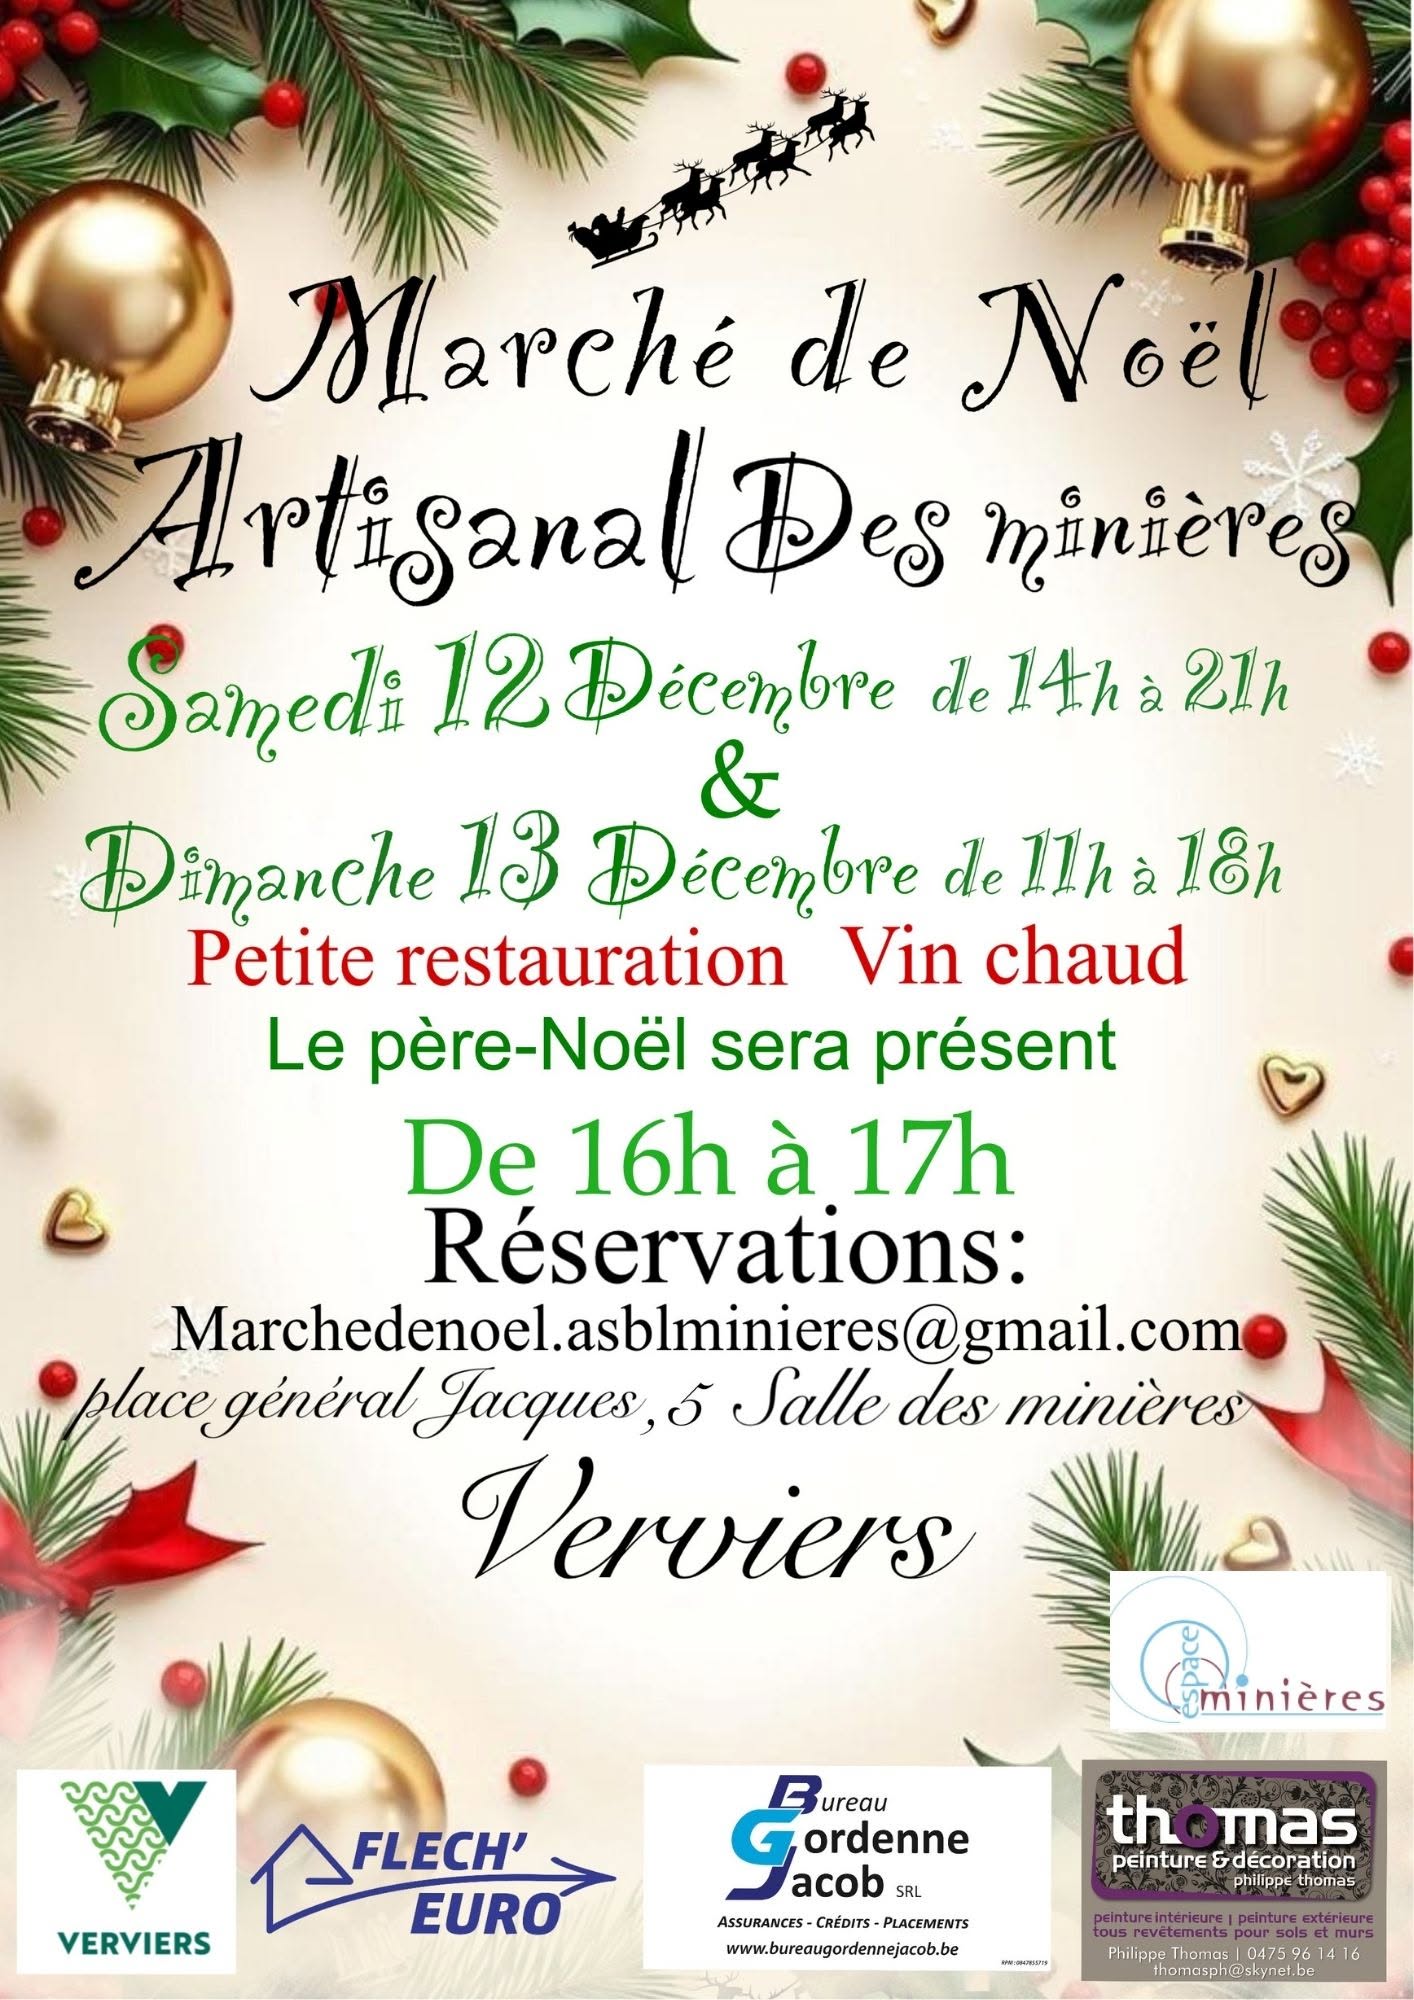 Marché de Noël
Artisanal Des minières
Samedi 12 Décembre de 14h à 21h
&
Dimanche 13 Décembre de 11h à 18h
Petite restauration Vin chaud
Le père-Noël sera présent
De 16h à 17h
Réservations:
Marchedenoel.asblminieres@gmail.com
place général Jacques, 5 Salle des minières
Verviers
espace
minières
VERVIERS
FLECH'
EURO
Bureau
Gordenne
Jacob SRL
ASSURANCES - CRÉDITS - PLACEMENTS
www.bureaugordennejacob.be
RPM : 0847855719
thomas
peinture & décoration
philippe thomas
peinture intérieure | peinture extérieure
tous revêtements pour sols et murs
Philippe Thomas | 0475 96 14 16
thomasph@skynet.be